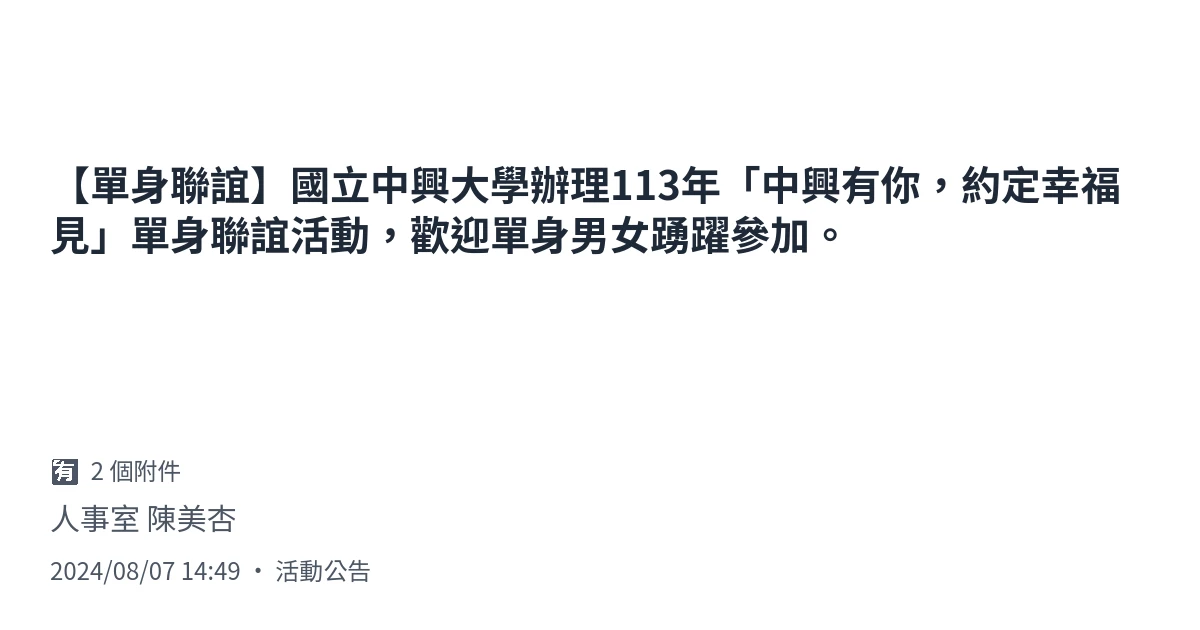 【單身聯誼】國立中興大學辦理113年「中興有你，約定幸福
見」單身聯誼活動，歡迎單身男女踴躍參加。
🈶 2 個附件
人事室 陳美杏
2024/08/07 14:49 • 活動公告